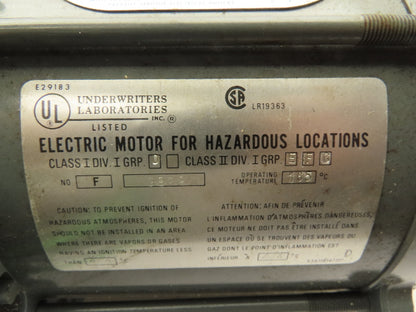 E29183
UL
UNDERWRITERS
LABORATORIES
INC. ®
LISTED
SA
LR19363
ELECTRIC MOTOR FOR HAZARDOUS LOCATIONS
CLASS I DIV. I GRP. CLASS II DIV I GRP.
NO F OPERATING TEMPERATURE °C
CAUTION: TO PREVENT IGNITION OF
HAZARDOUS ATMOSPHERES, THIS MOTOR
SHOULD NOT BE INSTALLED IN AN AREA
WHERE THERE ARE VAPORS OR GASES
HAVING AN IGNITION TEMPERATURE LESS
THAN
ATTENTION: AFIN DE PRÉVENIR
L'INFLAMMATION D'ATMOSPHÈRES DANGEREUSES,
CE MOTEUR NE DOIT PAS ÊTRE INSTALLÉ DANS
UN ESPACE OÙ SE TROUVENT DES VAPEURS OU
GAZ DONT LE POINT D'INFLAMMATION EST
INFÉRIEUR À °C